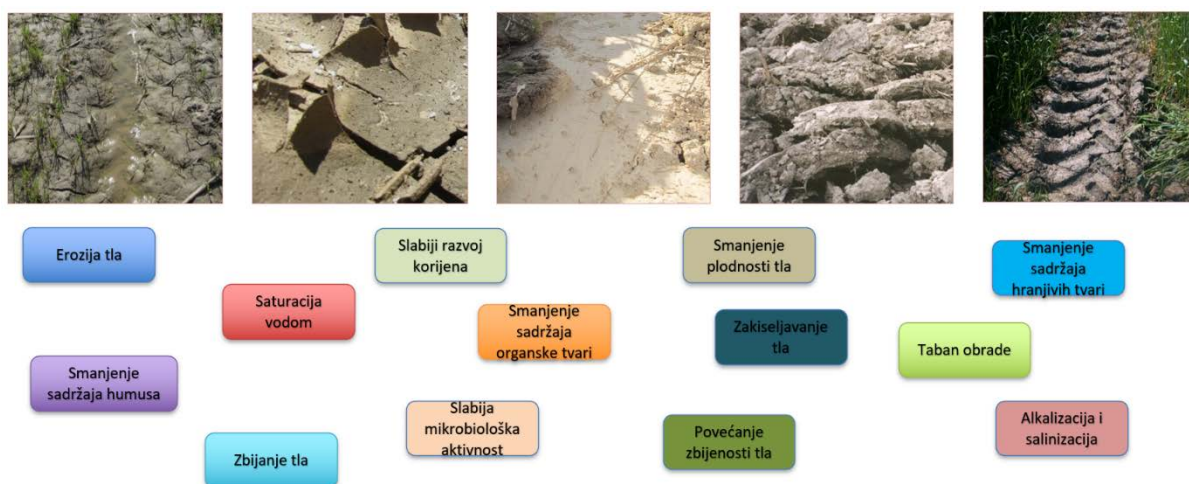 Erozija tla
Slabiji razvoj
korijena
Smanjenje
plodnosti tla
Smanjenje
sadržaja
hranjivih tvari
Saturacija
vodom
Smanjenje
sadržaja
organske tvari
Zakiseljavanje
tla
Taban obrade
Smanjenje
sadržaja humusa
Slabija
mikrobiološka
aktivnost
Povećanje
zbijenosti tla
Alkalizacija i
salinizacija
Zbijanje tla